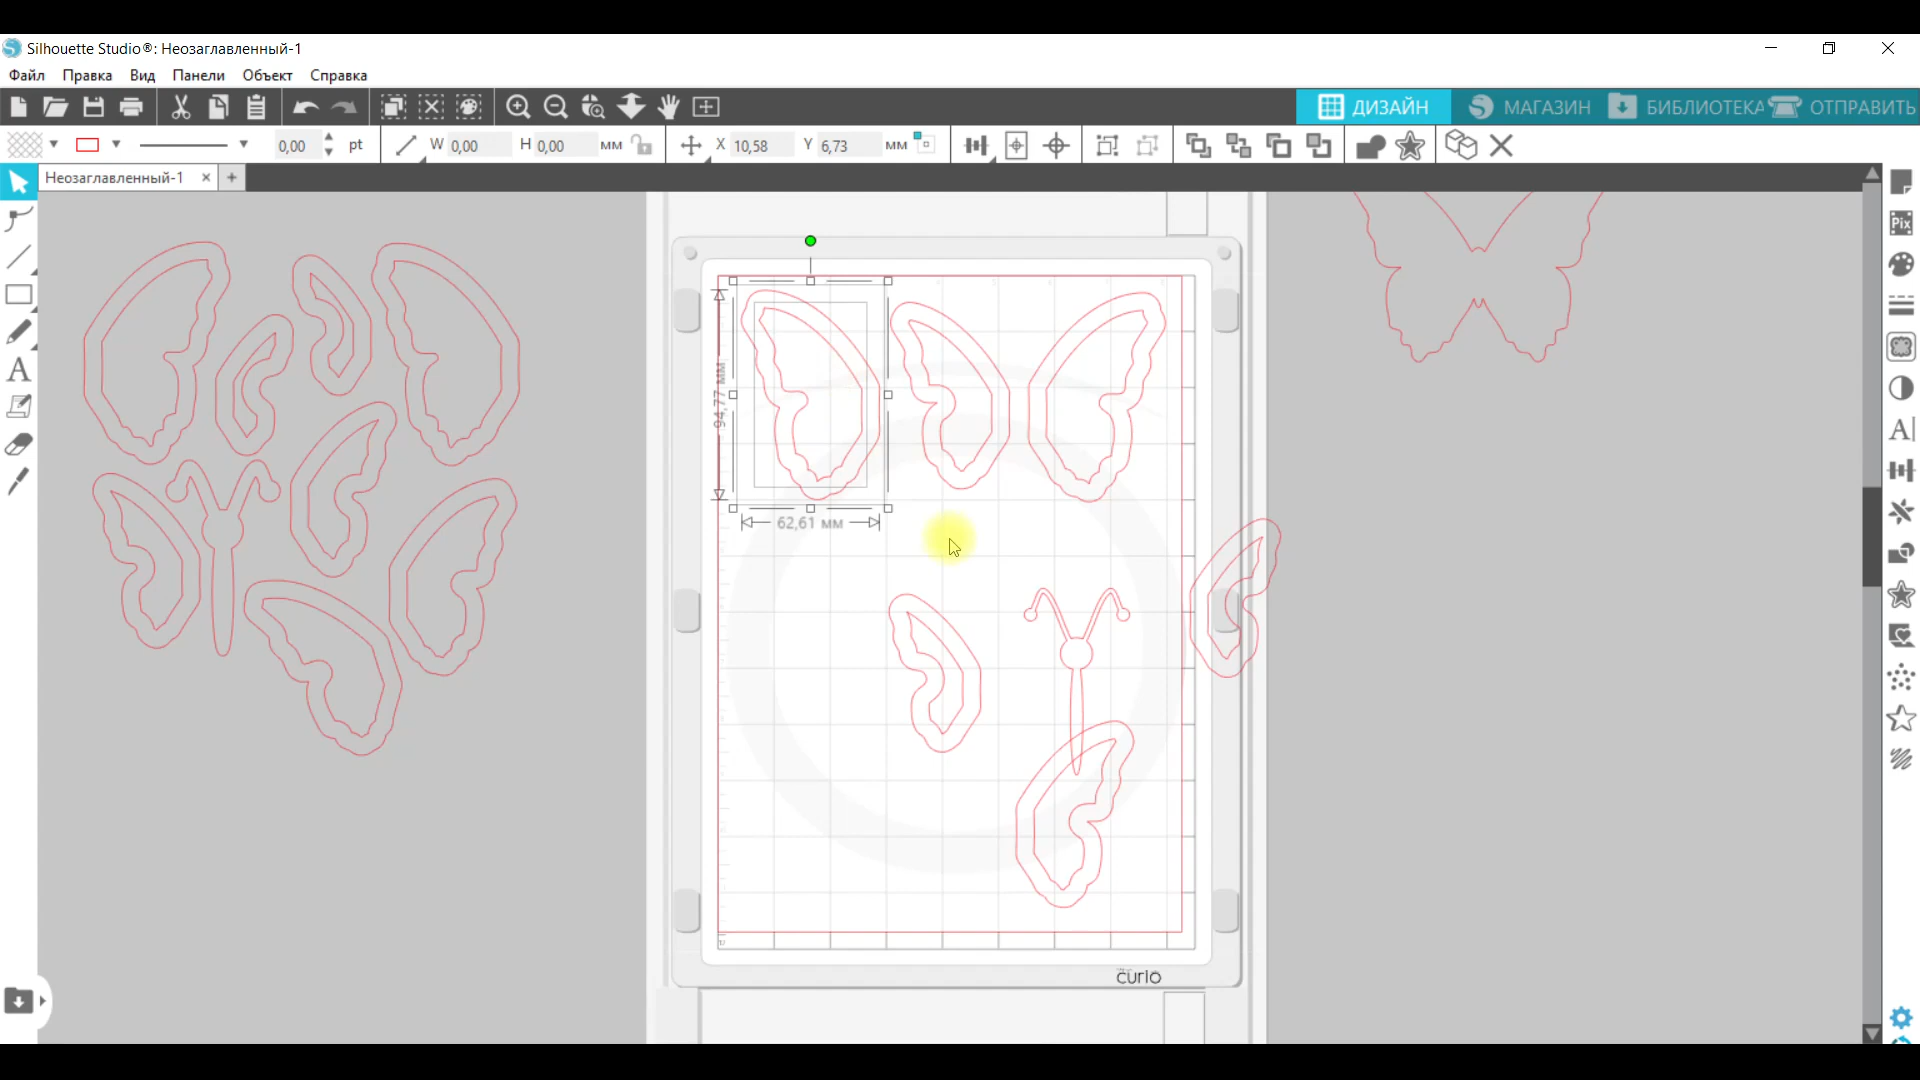 Silhouette Studio®: Неозаглавленный-1
Файл Правка Вид Панели Объект Справка
ДИЗАЙН МАГАЗИН БИБЛИОТЕКА ОТПРАВИТЬ
0,00 pt W 0,00 H 0,00 мм X 10,58 Y 6,73 мм
Неозаглавленный-1
Pix
94,77 мм
62,61 мм
curio